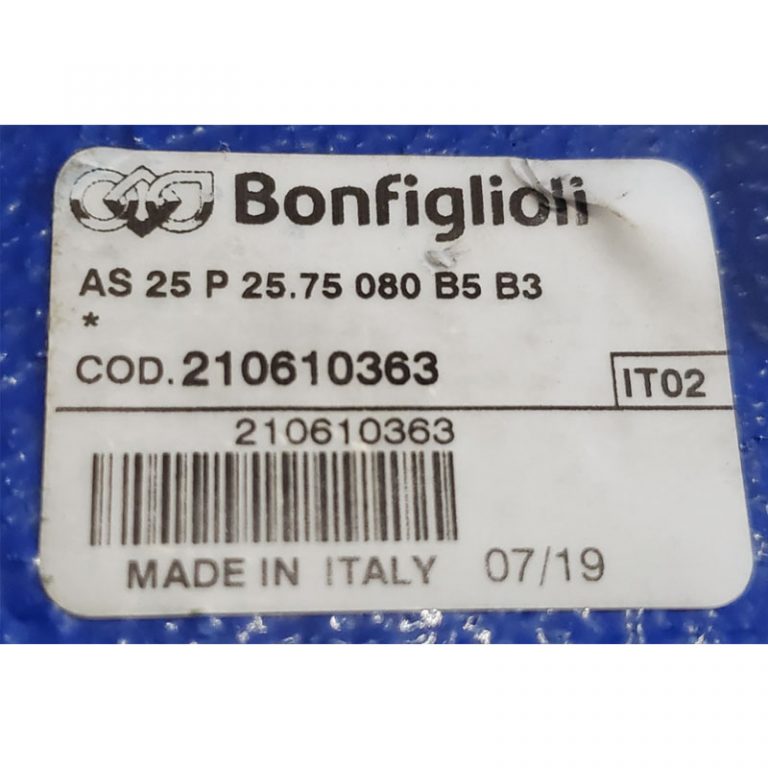 Bonfiglioli
AS 25 P 25.75 080 B5 B3
*
COD. 210610363
IT02
210610363
MADE IN ITALY 07/19